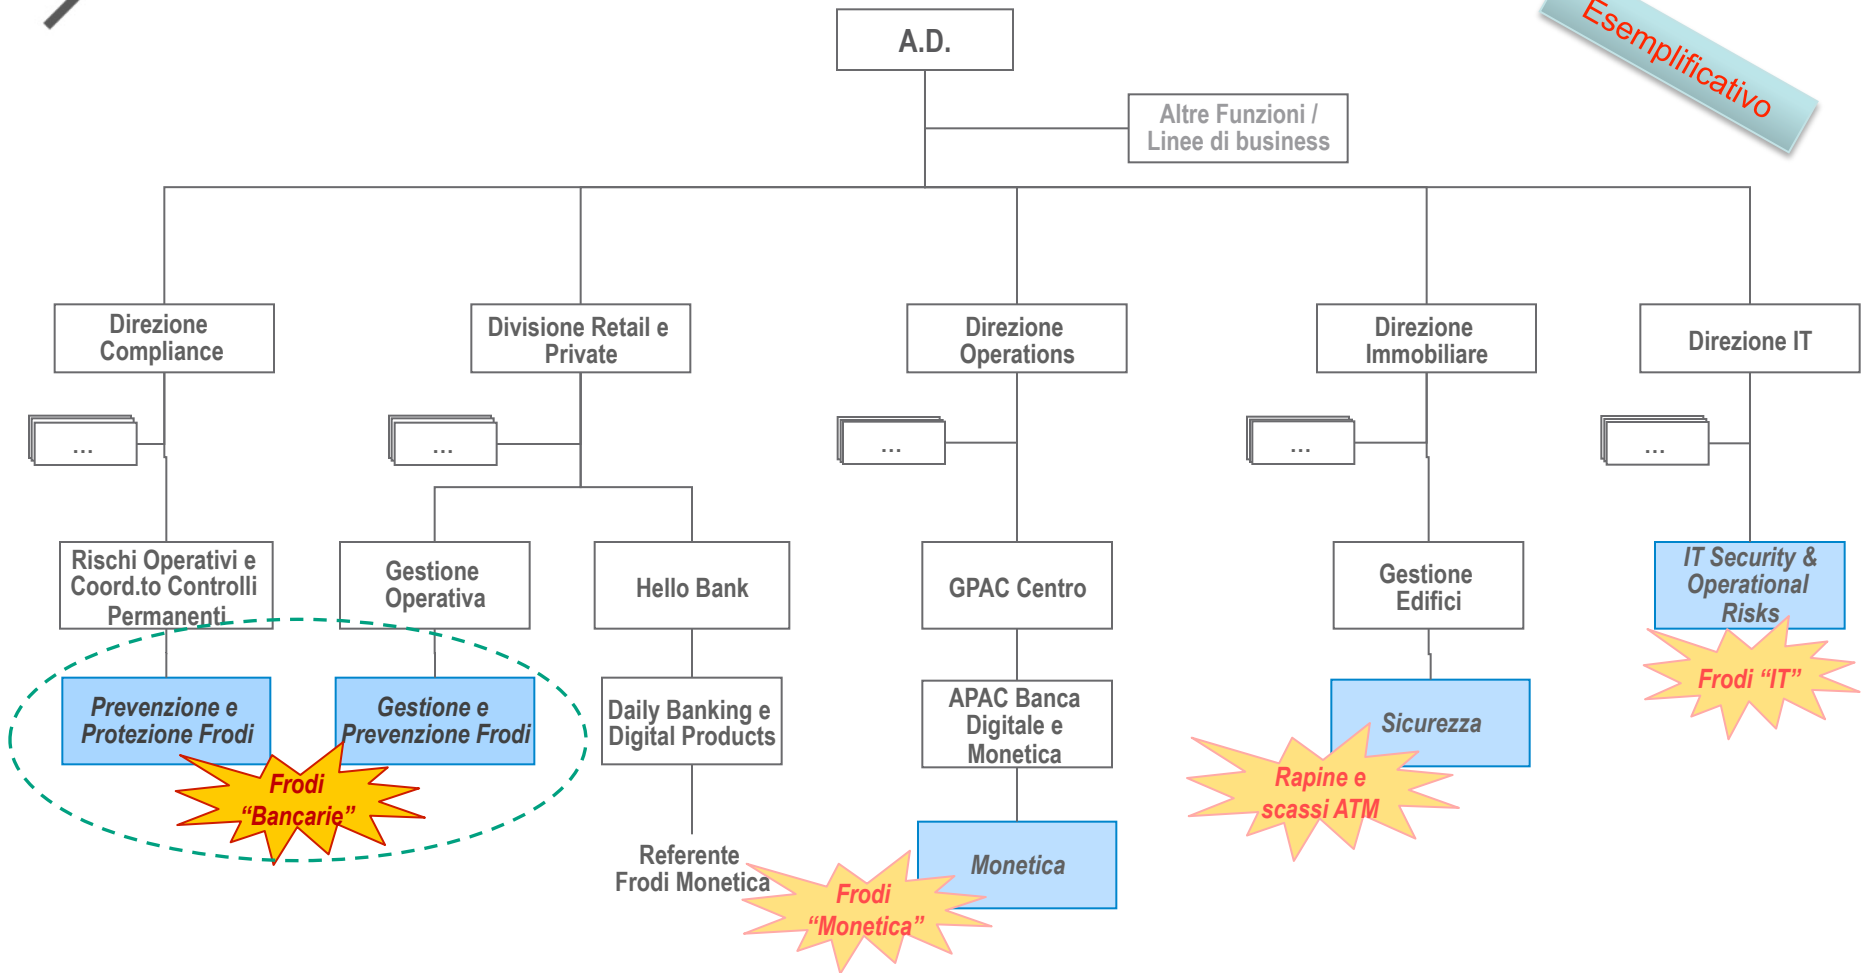 A.D.
Esemplificativo
Altre Funzioni /
Linee di business
Direzione
Compliance
Divisione Retail e
Private
Direzione
Operations
Direzione
Immobiliare
Direzione IT
...
...
...
...
...
Rischi Operativi e
Coord.to Controlli
Permanenti
Gestione
Operativa
Hello Bank
GPAC Centro
Gestione
Edifici
IT Security &
Operational
Risks
Frodi “IT”
Prevenzione e
Protezione Frodi
Gestione e
Prevenzione Frodi
Frodi
“Bancarie”
Daily Banking e
Digital Products
APAC Banca
Digitale e
Monetica
Sicurezza
Rapine e
scassi ATM
Referente
Frodi Monetica
Frodi
“Monetica”
Monetica